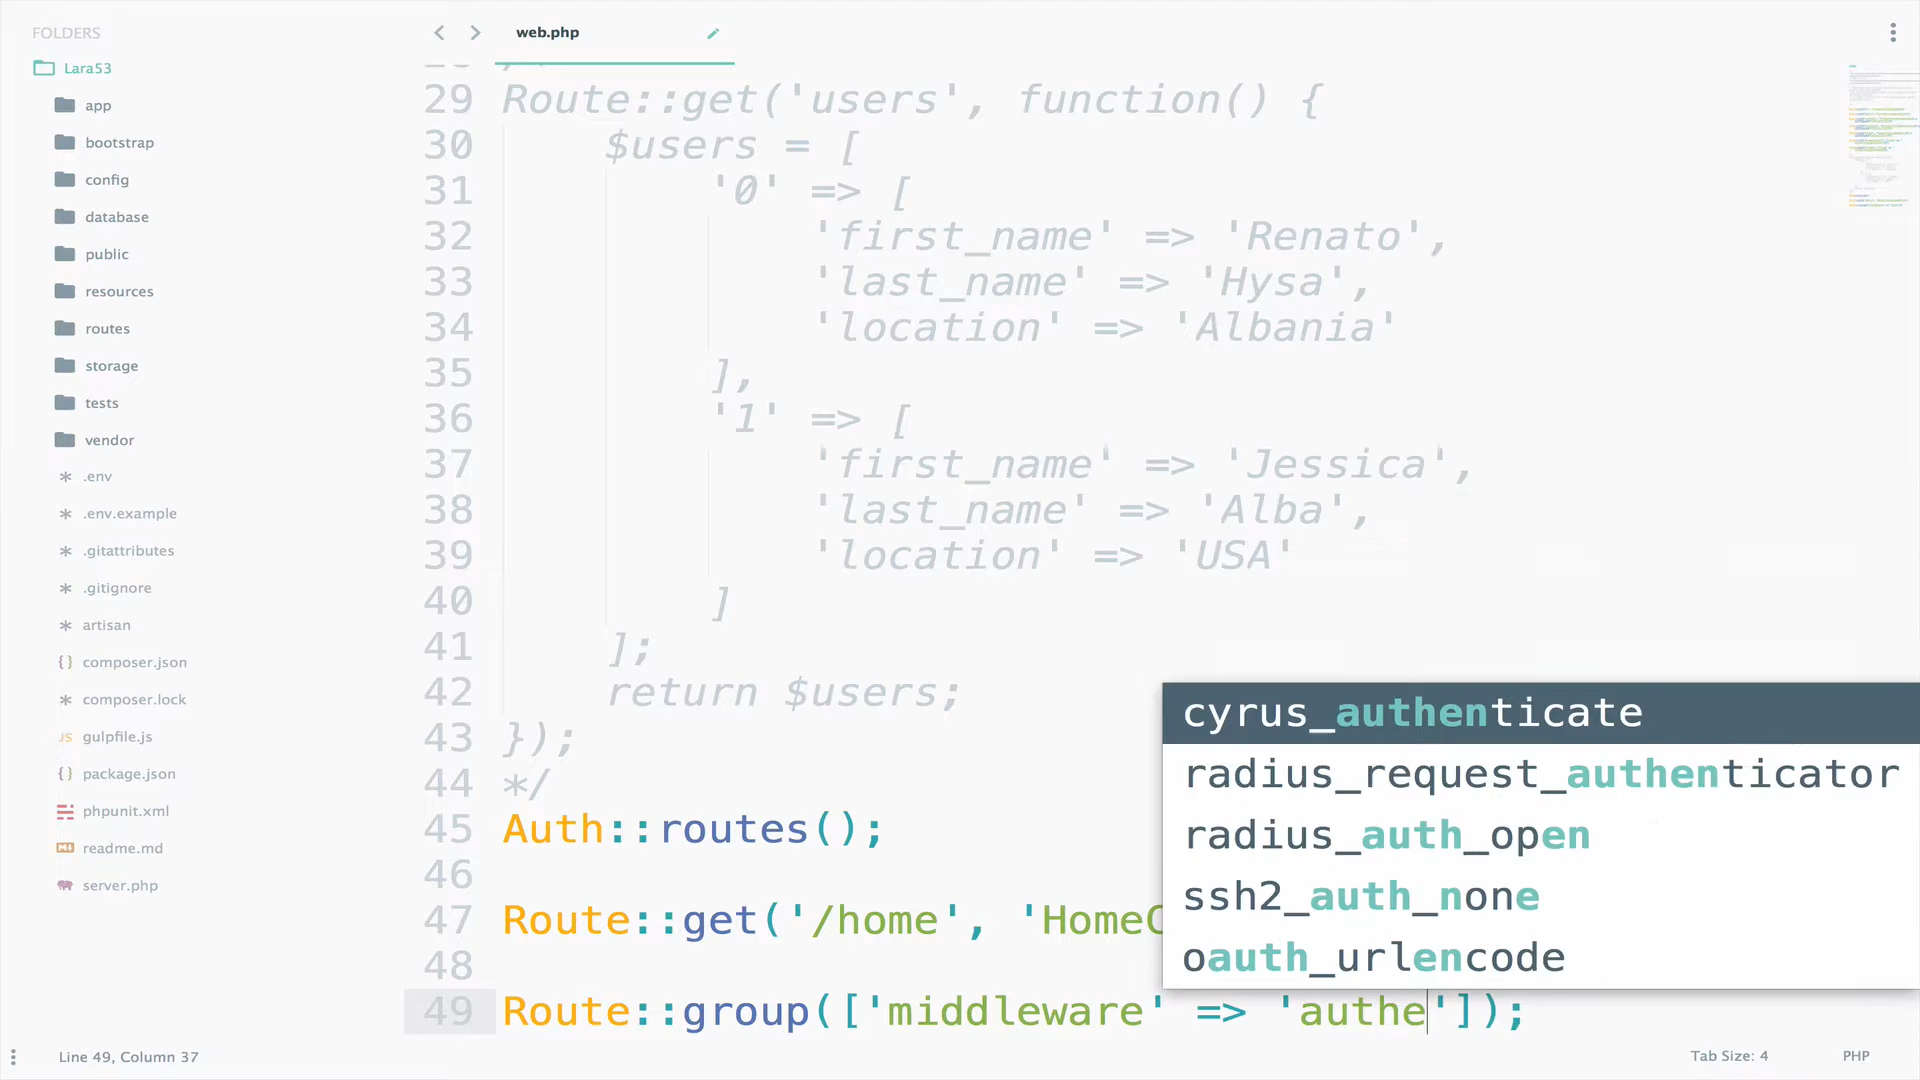 FOLDERS
Lara53
app
bootstrap
config
database
public
resources
routes
storage
tests
vendor
.env
.env.example
.gitattributes
.gitignore
artisan
composer.json
composer.lock
gulpfile.js
package.json
phpunit.xml
readme.md
server.php
web.php
29 Route::get('users', function() {
30 $users = [
31 '0' => [
32 'first_name' => 'Renato',
33 'last_name' => 'Hysa',
34 'location' => 'Albania'
35 ],
36 '1' => [
37 'first_name' => 'Jessica',
38 'last_name' => 'Alba',
39 'location' => 'USA'
40 ]
41 ];
42 return $users;
43 });
44 */
45 Auth::routes();
46
47 Route::get('/home', 'HomeC
48
49 Route::group(['middleware' => 'authe']);
cyrus_authenticate
radius_request_authenticator
radius_auth_open
ssh2_auth_none
oauth_urlencode
Line 49, Column 37
Tab Size: 4
PHP